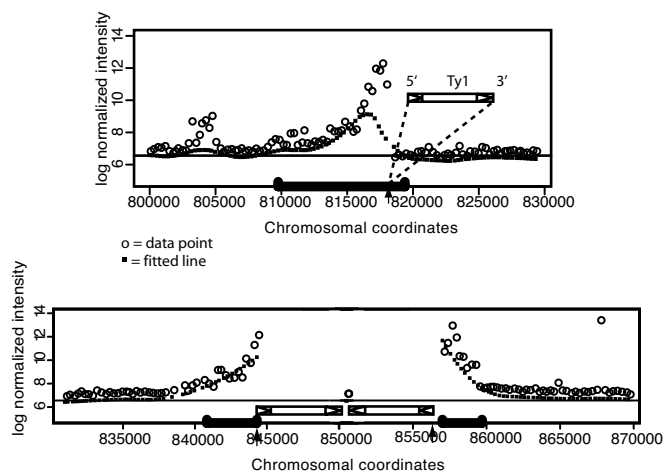 14
12
10
8
6
log normalized intensity
5′ Ty1 3′
800000 805000 810000 815000 820000 825000 830000
Chromosomal coordinates
o = data point
▪ = fitted line
14
12
10
8
6
log normalized intensity
835000 840000 845000 850000 855000 860000 865000 870000
Chromosomal coordinates